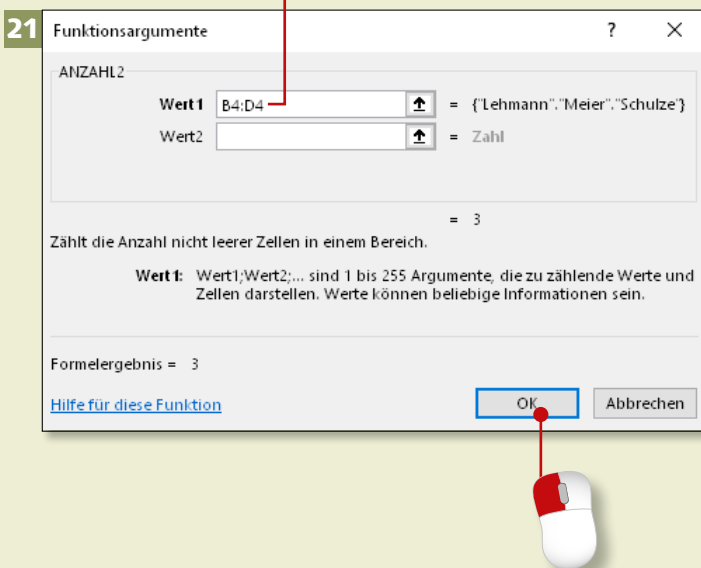 21
Funktionsargumente ? ×
ANZAHL2
Wert1 B4:D4 = {"Lehmann"."Meier"."Schulze"}
Wert2 = Zahl
= 3
Zählt die Anzahl nicht leerer Zellen in einem Bereich.
Wert1: Wert1;Wert2;... sind 1 bis 255 Argumente, die zu zählende Werte und
Zellen darstellen. Werte können beliebige Informationen sein.
Formelergebnis = 3
Hilfe für diese Funktion OK Abbrechen